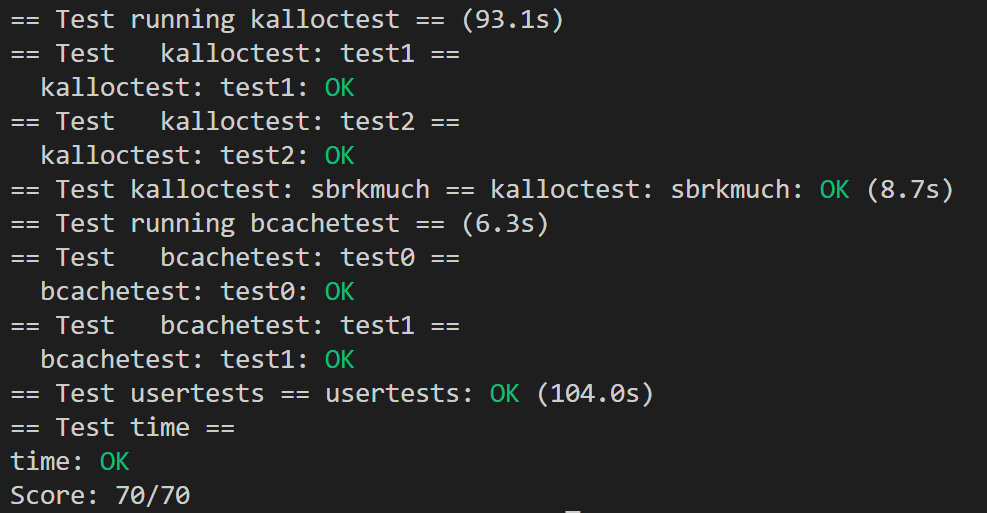 == Test running kalloctest == (93.1s)
== Test   kalloctest: test1 ==
  kalloctest: test1: OK
== Test   kalloctest: test2 ==
  kalloctest: test2: OK
== Test kalloctest: sbrkmuch == kalloctest: sbrkmuch: OK (8.7s)
== Test running bcachetest == (6.3s)
== Test   bcachetest: test0 ==
  bcachetest: test0: OK
== Test   bcachetest: test1 ==
  bcachetest: test1: OK
== Test usertests == usertests: OK (104.0s)
== Test time ==
time: OK
Score: 70/70